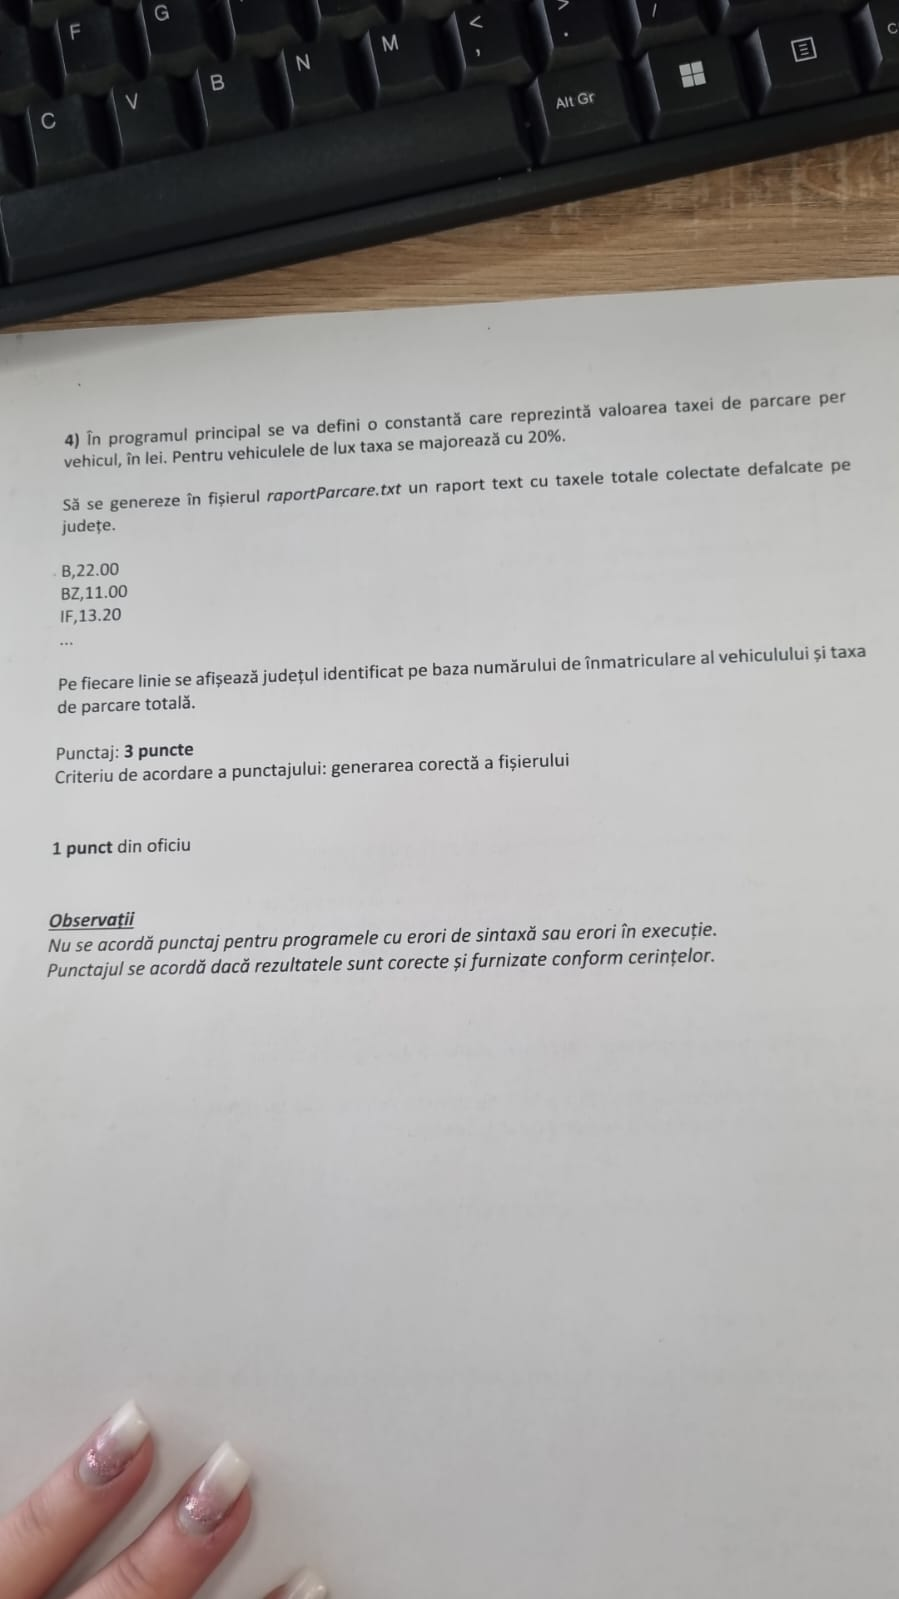 F
G
C
V
B
N
M
<
,
>
.
/
Alt Gr
C
4) În programul principal se va defini o constantă care reprezintă valoarea taxei de parcare per
vehicul, în lei. Pentru vehiculele de lux taxa se majorează cu 20%.
Să se genereze în fișierul raportParcare.txt un raport text cu taxele totale colectate defalcate pe
județe.
B,22.00
BZ,11.00
IF,13.20
...
Pe fiecare linie se afișează județul identificat pe baza numărului de înmatriculare al vehiculului și taxa
de parcare totală.
Punctaj: 3 puncte
Criteriu de acordare a punctajului: generarea corectă a fișierului
1 punct din oficiu
Observații
Nu se acordă punctaj pentru programele cu erori de sintaxă sau erori în execuție.
Punctajul se acordă dacă rezultatele sunt corecte și furnizate conform cerințelor.